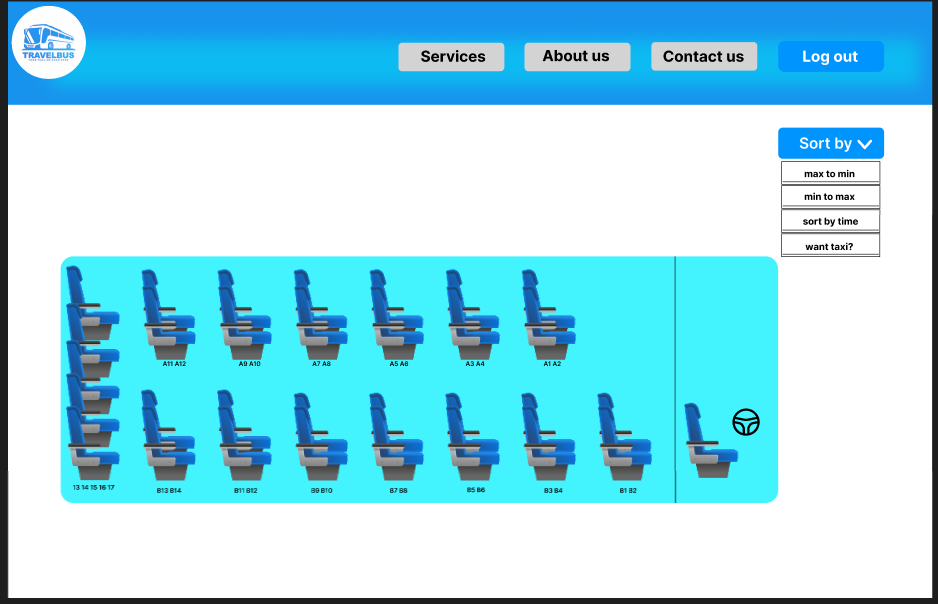 TRAVELBUS
Services
About us
Contact us
Log out
Sort by
max to min
min to max
sort by time
want taxi?
A11 A12
A9 A10
A7 A8
A5 A6
A3 A4
A1 A2
13 14 15 16 17
B13 B14
B11 B12
B9 B10
B7 B8
B5 B6
B3 B4
B1 B2